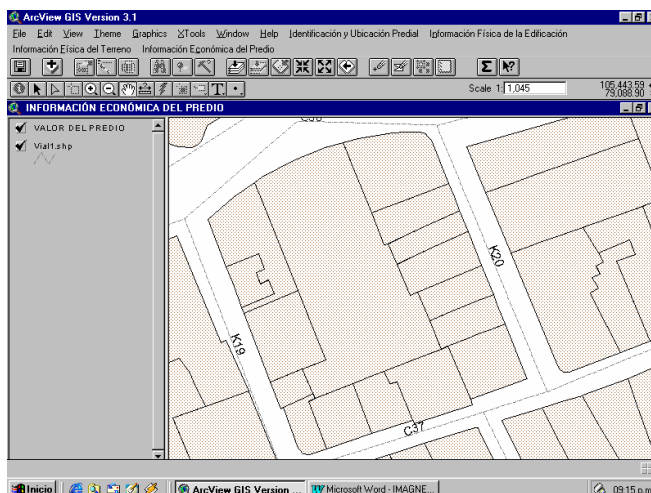 ArcView GIS Version 3.1
File Edit View Theme Graphics XTools Window Help Identificación y Ubicación Predial Información Física de la Edificación
Información Física del Terreno Información Económica del Predio
Scale 1: 1,045
105,443.59
79,088.90
INFORMACIÓN ECONÓMICA DEL PREDIO
VALOR DEL PREDIO
Vial1.shp
K20
K19
C37
Inicio
ArcView GIS Version ...
Microsoft Word - IMAGNE...
09:15 p.m.